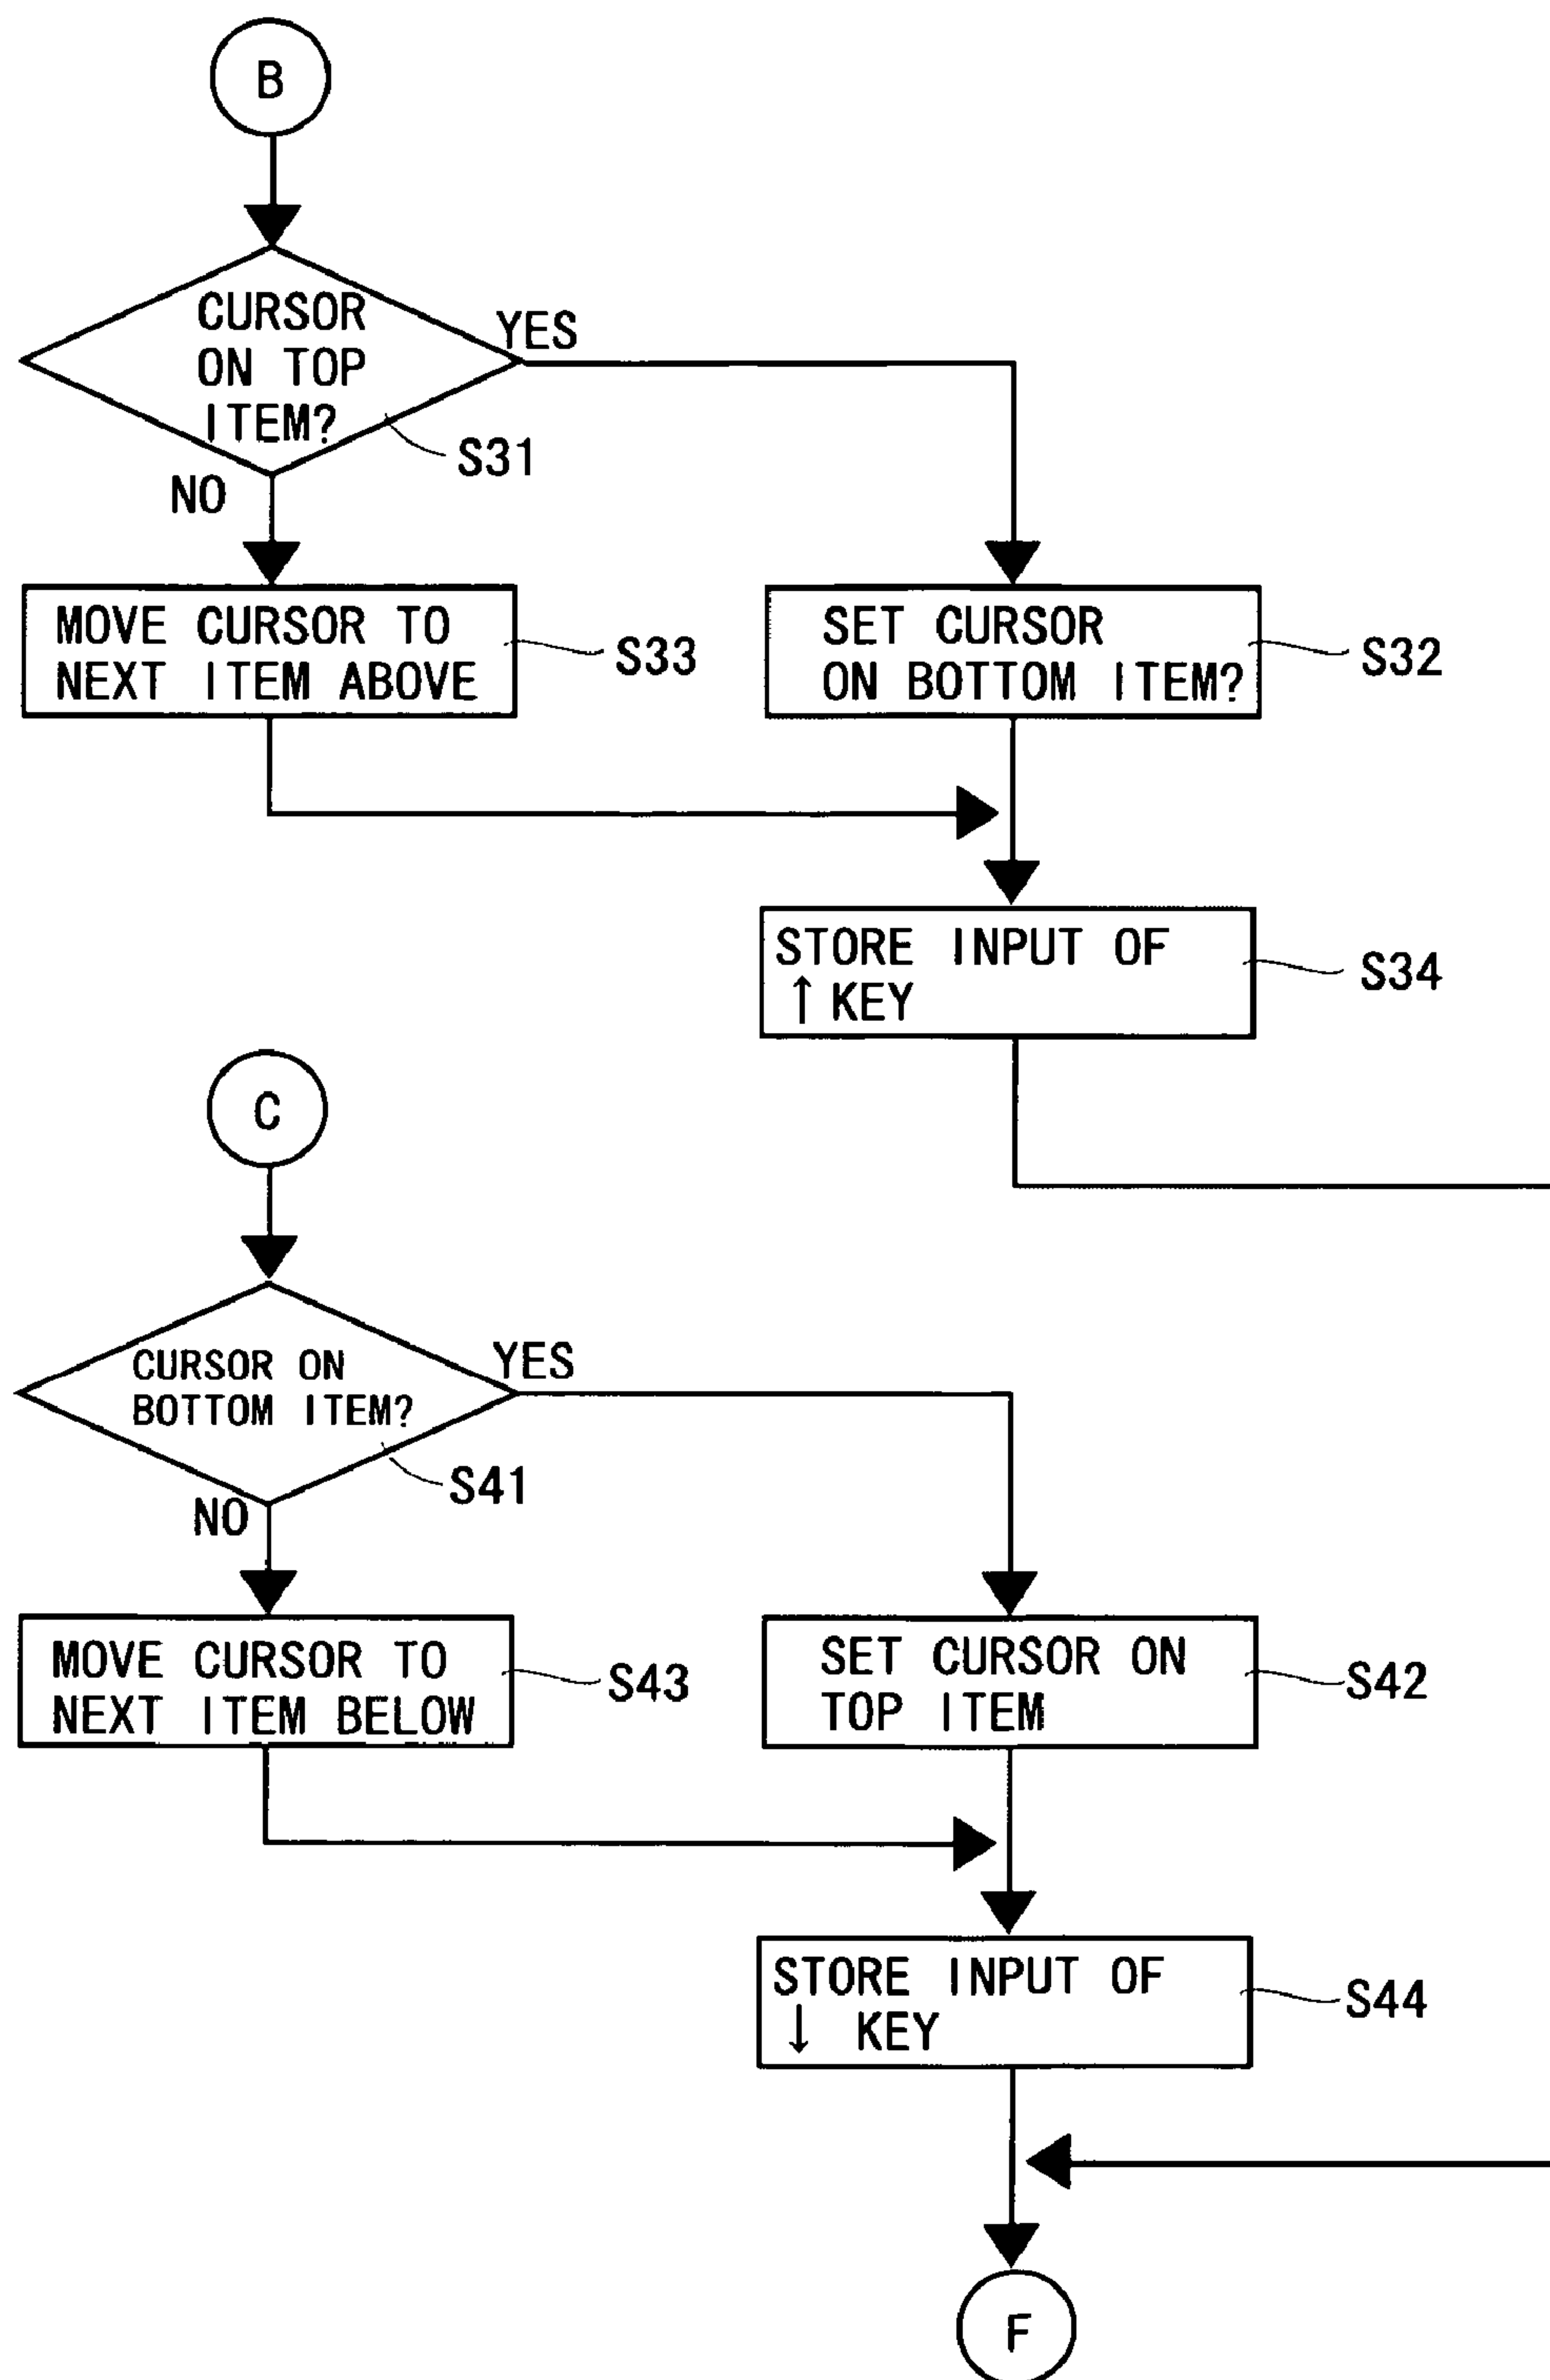 B
CURSOR
ON TOP
ITEM?
YES
S31
NO
MOVE CURSOR TO
NEXT ITEM ABOVE
S33
SET CURSOR
ON BOTTOM ITEM?
S32
STORE INPUT OF
↑ KEY
S34
C
CURSOR ON
BOTTOM ITEM?
YES
S41
NO
MOVE CURSOR TO
NEXT ITEM BELOW
S43
SET CURSOR ON
TOP ITEM
S42
STORE INPUT OF
↓ KEY
S44
F